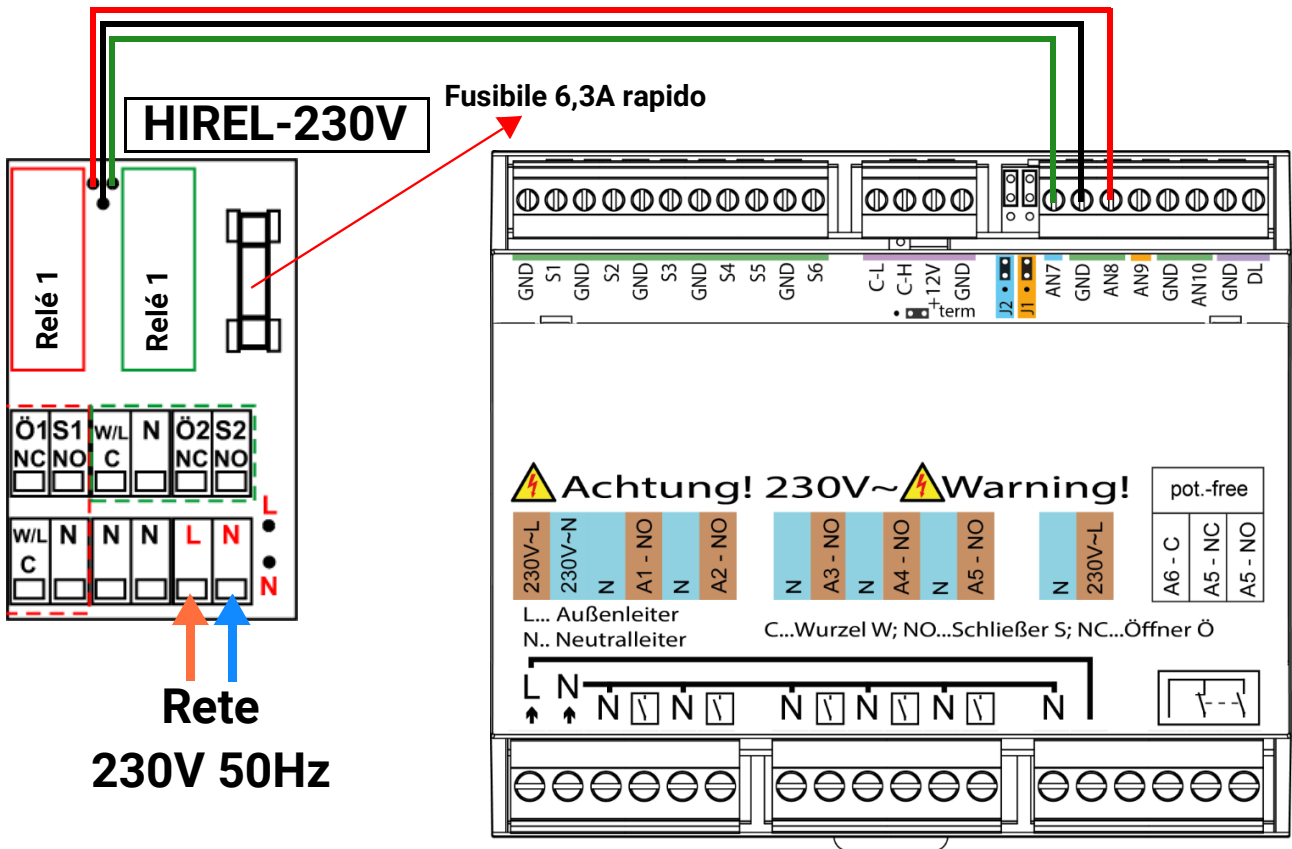 HIREL-230V
Fusibile 6,3A rapido
Relé 1
Relé 1
Ö1 S1 W/L N Ö2 S2
NC NO C NC NO
W/L N N N L N
C
L
N
Rete
230V 50Hz
GND S1 GND S2 GND S3 GND S4 S5 GND S6
C-L C-H +12V GND
term
J2 J1
AN7 GND AN8 AN9 GND AN10 GND DL
Achtung! 230V~ Warning!
pot.-free
230V~L 230V~N N A1 - NO N A2 - NO
N A3 - NO N A4 - NO N A5 - NO
N 230V~L
A6 - C A5 - NC A5 - NO
L... Außenleiter
N.. Neutralleiter
C...Wurzel W; NO...Schließer S; NC...Öffner Ö
L N N N N N N N